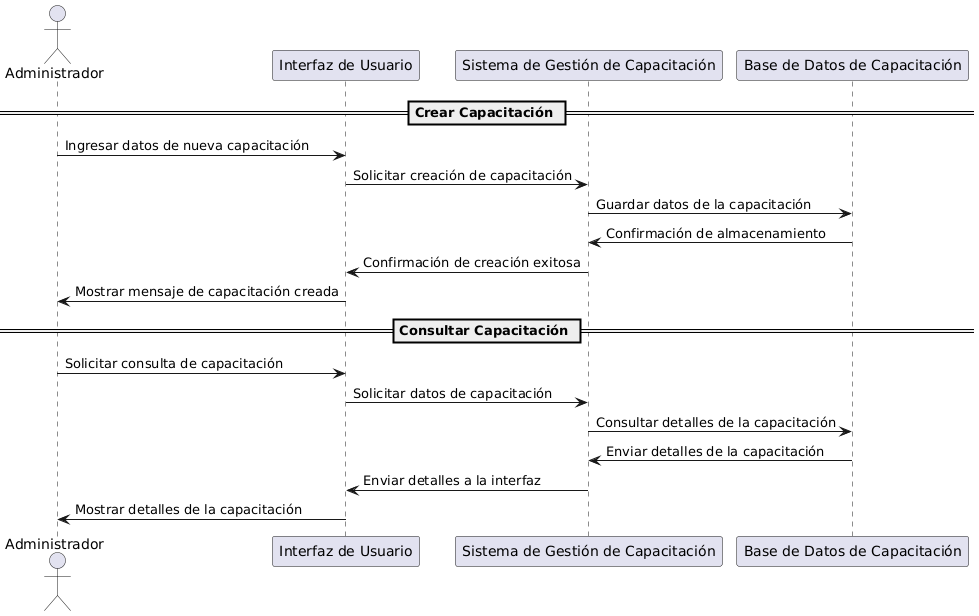 Administrador
Interfaz de Usuario
Sistema de Gestión de Capacitación
Base de Datos de Capacitación
Crear Capacitación
Ingresar datos de nueva capacitación
Solicitar creación de capacitación
Guardar datos de la capacitación
Confirmación de almacenamiento
Confirmación de creación exitosa
Mostrar mensaje de capacitación creada
Consultar Capacitación
Solicitar consulta de capacitación
Solicitar datos de capacitación
Consultar detalles de la capacitación
Enviar detalles de la capacitación
Enviar detalles a la interfaz
Mostrar detalles de la capacitación
Administrador
Interfaz de Usuario
Sistema de Gestión de Capacitación
Base de Datos de Capacitación